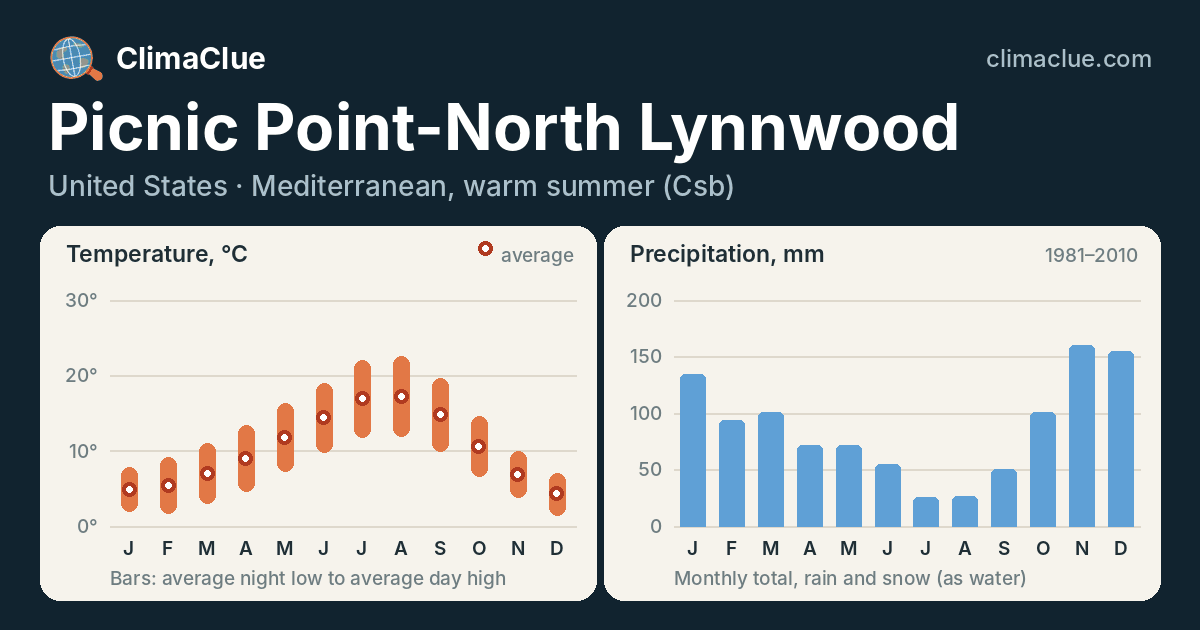 ClimaClue
climaclue.com
Picnic Point-North Lynnwood
United States · Mediterranean, warm summer (Csb)
Temperature, °C
average
30°
20°
10°
0°
J F M A M J J A S O N D
Bars: average night low to average day high
Precipitation, mm
1981–2010
200
150
100
50
0
J F M A M J J A S O N D
Monthly total, rain and snow (as water)